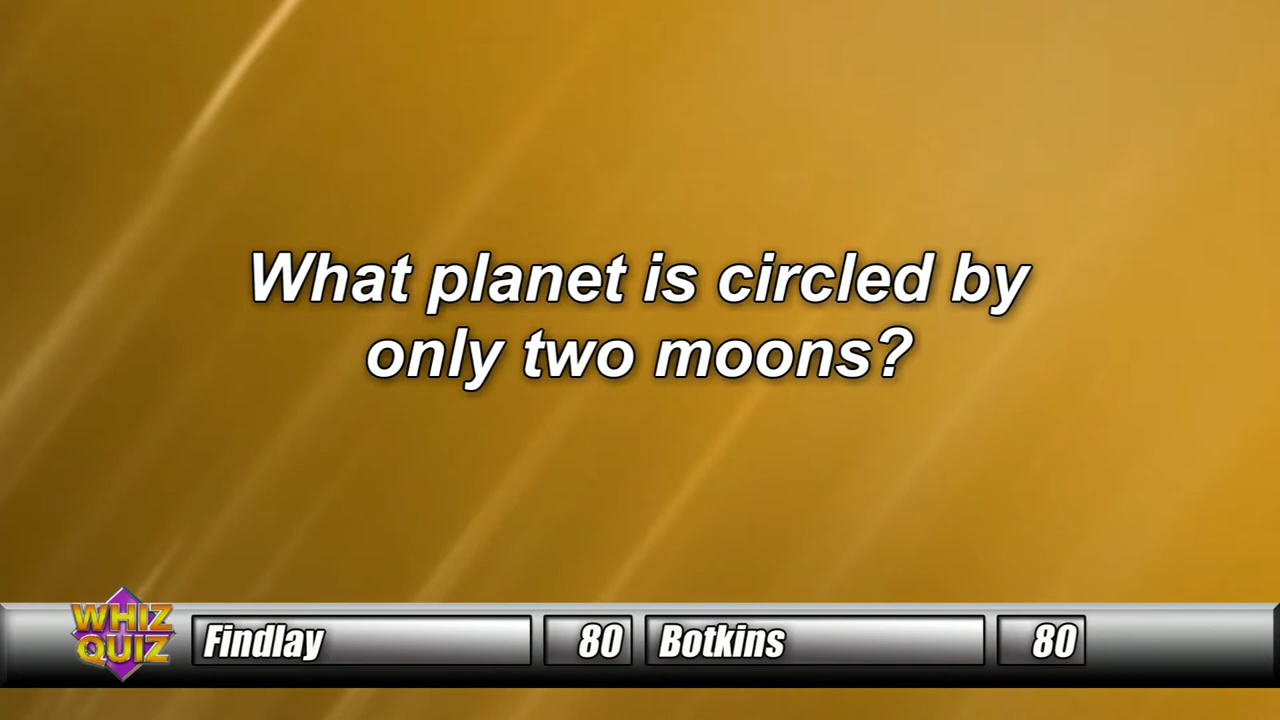 What planet is circled by
only two moons?
WHIZ
QUIZ
Findlay 80 Botkins 80